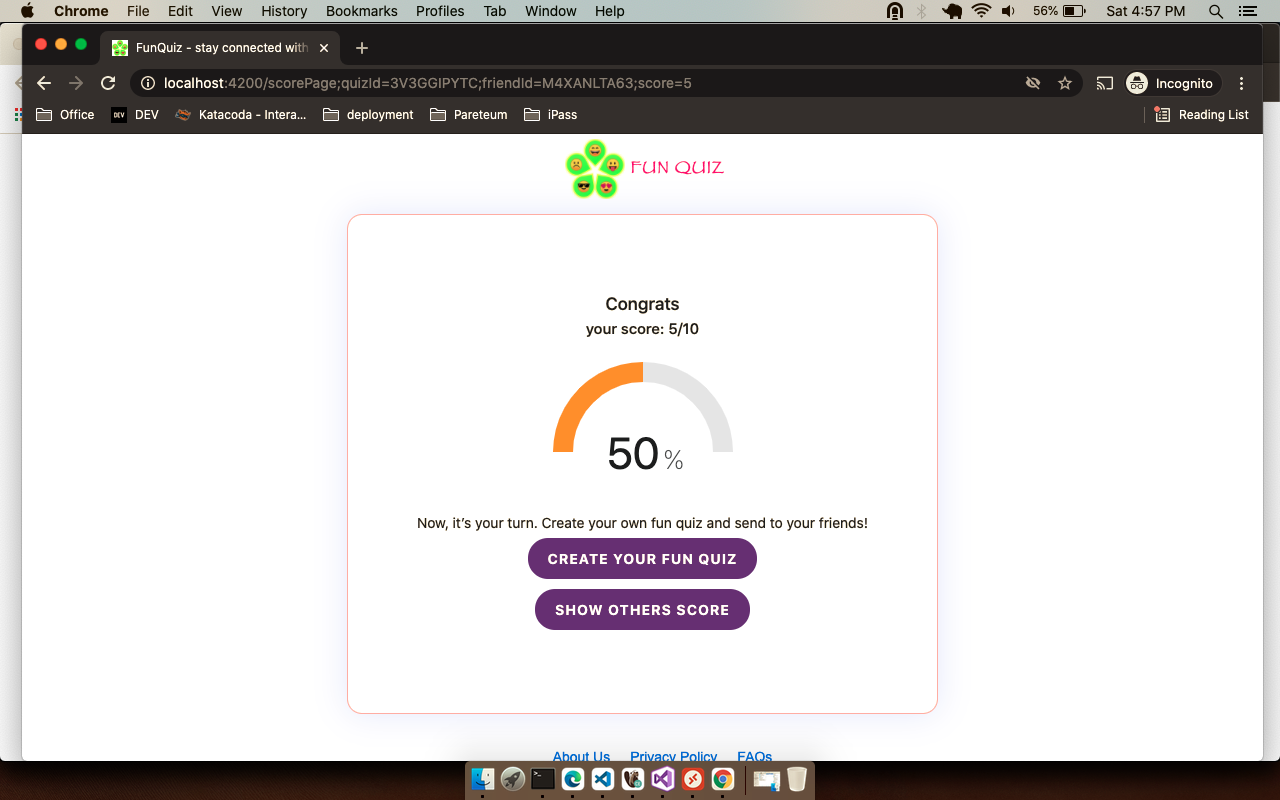 Chrome File Edit View History Bookmarks Profiles Tab Window Help 56% Sat 4:57 PM
FunQuiz - stay connected with
localhost:4200/scorePage;quizId=3V3GGIPYTC;friendId=M4XANLTA63;score=5 Incognito
Office DEV DEV Katacoda - Intera... deployment Pareteum iPass Reading List
FUN QUIZ
Congrats
your score: 5/10
50 %
Now, it's your turn. Create your own fun quiz and send to your friends!
CREATE YOUR FUN QUIZ
SHOW OTHERS SCORE
About Us Privacy Policy FAQs